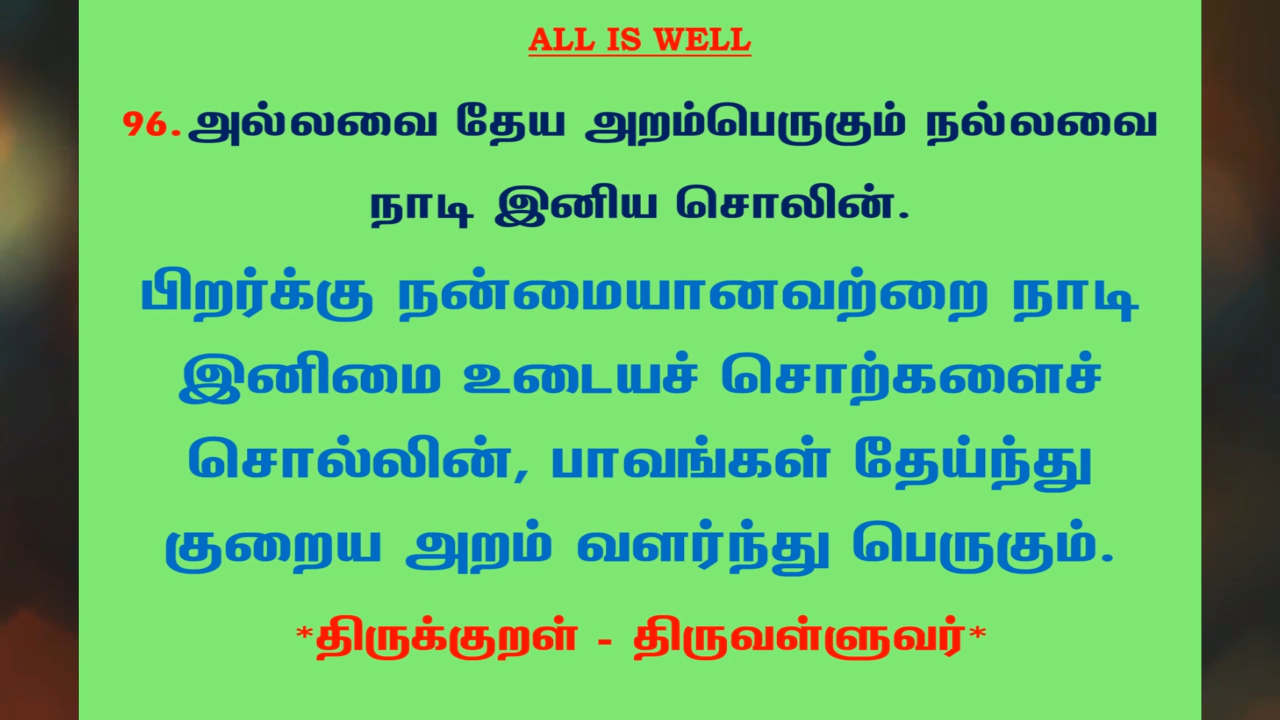 ALL IS WELL
96. அல்லவை தேய அறம்பெருகும் நல்லவை
நாடி இனிய சொலின்.
பிறர்க்கு நன்மையானவற்றை நாடி
இனிமை உடையச் சொற்களைச்
சொல்லின், பாவங்கள் தேய்ந்து
குறைய அறம் வளர்ந்து பெருகும்.
*திருக்குறள் - திருவள்ளுவர்*